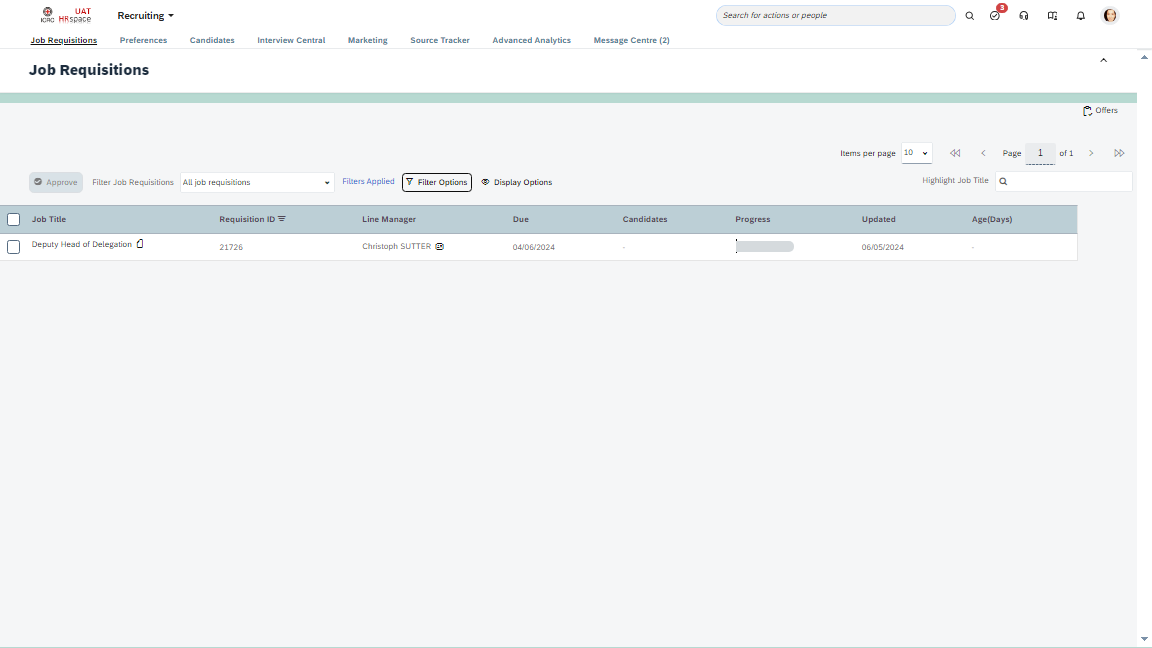 ICRC UAT HRspace Recruiting Search for actions or people 3
Job Requisitions Preferences Candidates Interview Central Marketing Source Tracker Advanced Analytics Message Centre (2)
Job Requisitions
Offers
Items per page 10 Page 1 of 1
Approve Filter Job Requisitions All job requisitions Filters Applied Filter Options Display Options Highlight Job Title
Job Title Requisition ID Line Manager Due Candidates Progress Updated Age(Days)
Deputy Head of Delegation 21726 Christoph SUTTER 04/06/2024 - 06/05/2024 -